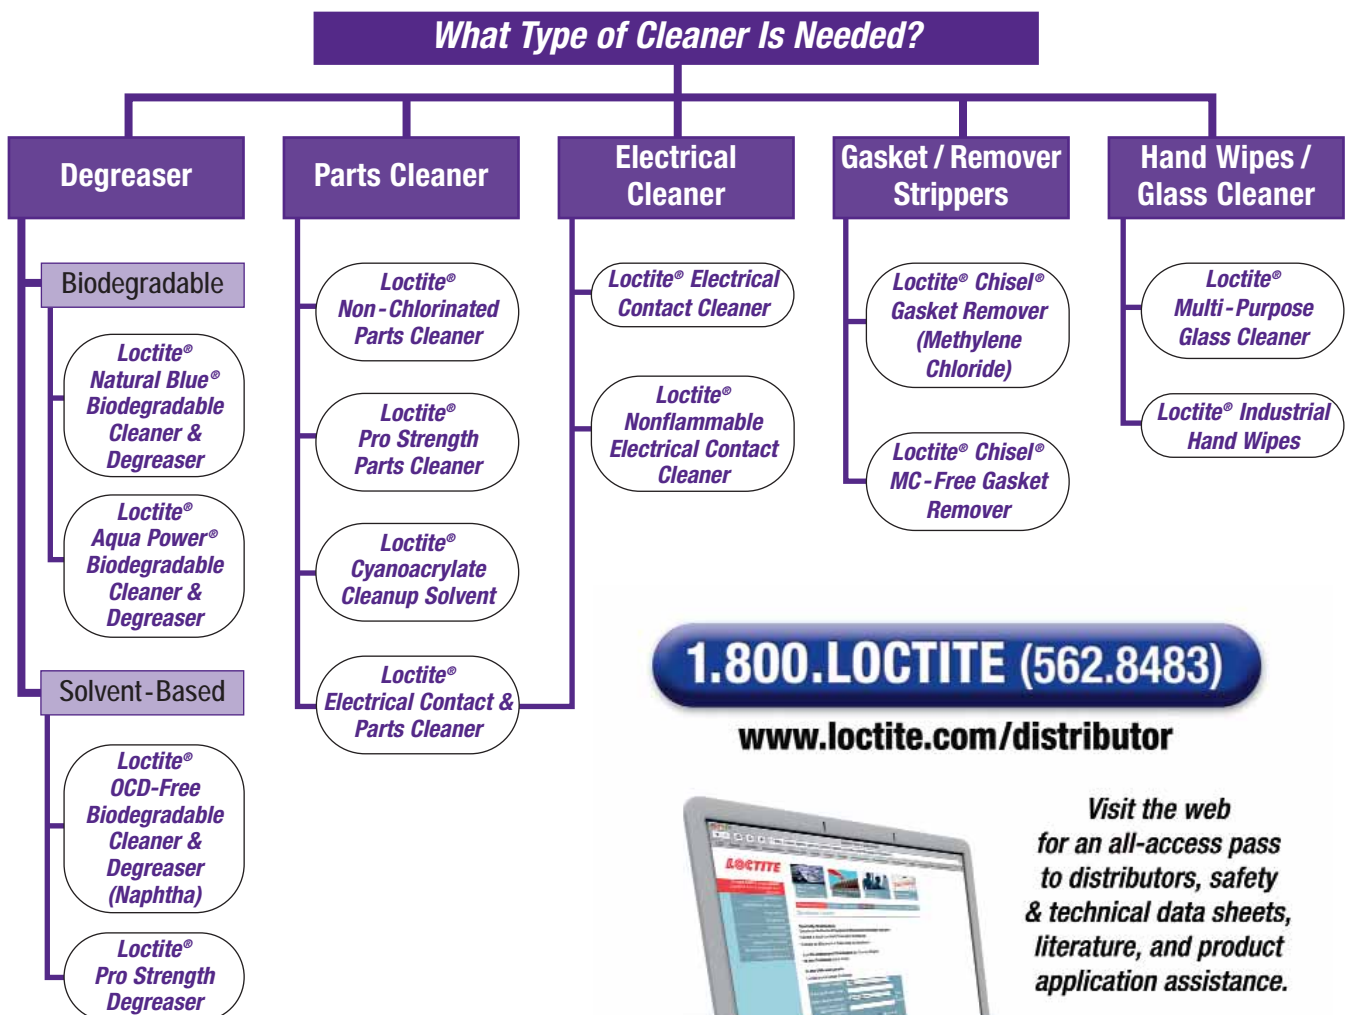 What Type of Cleaner Is Needed?
Degreaser
Biodegradable
Loctite®
Natural Blue®
Biodegradable
Cleaner &
Degreaser
Loctite®
Aqua Power®
Biodegradable
Cleaner &
Degreaser
Solvent-Based
Loctite®
OCD-Free
Biodegradable
Cleaner &
Degreaser
(Naphtha)
Loctite®
Pro Strength
Degreaser
Parts Cleaner
Loctite®
Non-Chlorinated
Parts Cleaner
Loctite®
Pro Strength
Parts Cleaner
Loctite®
Cyanoacrylate
Cleanup Solvent
Loctite®
Electrical Contact &
Parts Cleaner
Electrical
Cleaner
Loctite® Electrical
Contact Cleaner
Loctite®
Nonflammable
Electrical Contact
Cleaner
Gasket / Remover
Strippers
Loctite® Chisel®
Gasket Remover
(Methylene
Chloride)
Loctite® Chisel®
MC-Free Gasket
Remover
Hand Wipes /
Glass Cleaner
Loctite®
Multi-Purpose
Glass Cleaner
Loctite® Industrial
Hand Wipes
1.800.LOCTITE (562.8483)
www.loctite.com/distributor
Visit the web
for an all-access pass
to distributors, safety
& technical data sheets,
literature, and product
application assistance.
LOCTITE